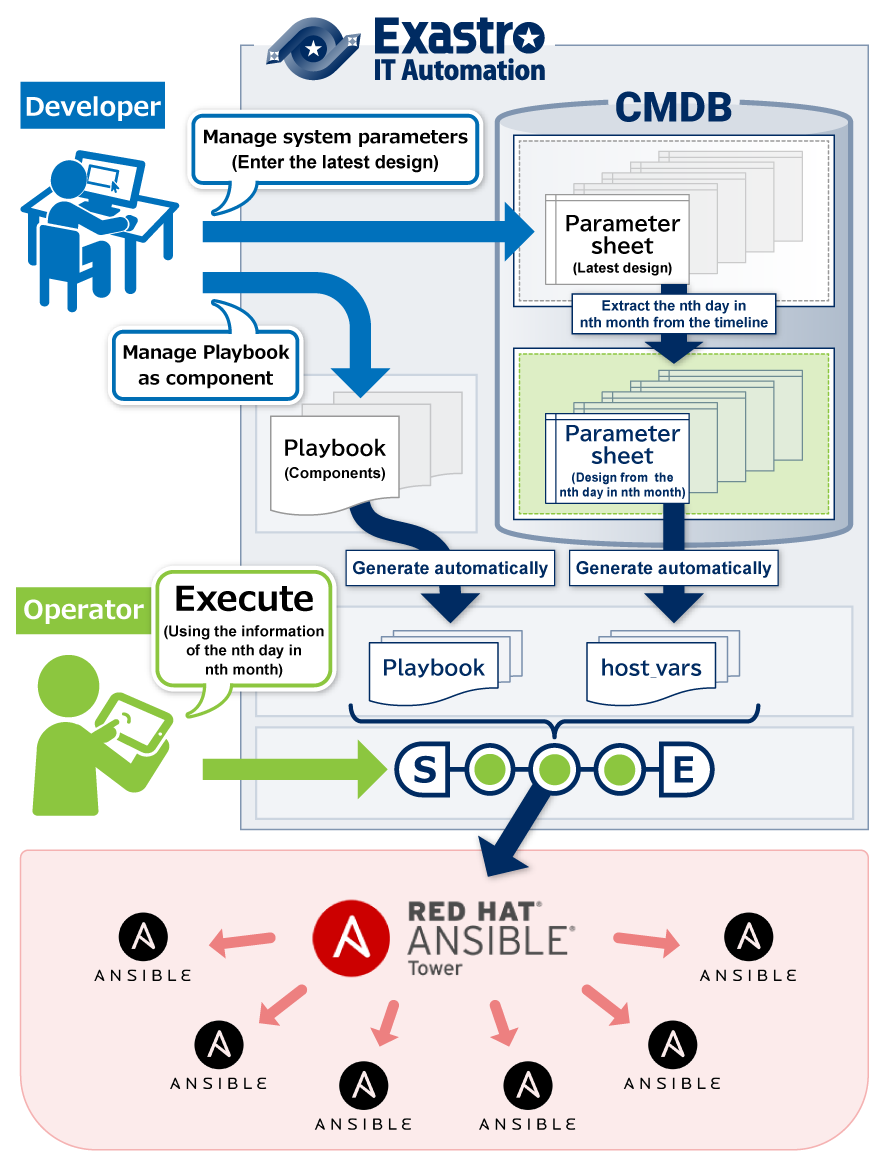 Exastro
IT Automation
Developer
Manage system parameters
(Enter the latest design)
CMDB
Parameter
sheet
(Latest design)
Extract the nth day in
nth month from the timeline
Manage Playbook
as component
Playbook
(Components)
Parameter
sheet
(Design from the
nth day in nth month)
Generate automatically
Generate automatically
Operator
Execute
(Using the information
of the nth day in
nth month)
Playbook
host_vars
S
E
RED HAT®
ANSIBLE®
Tower
ANSIBLE
ANSIBLE
ANSIBLE
ANSIBLE
ANSIBLE
ANSIBLE